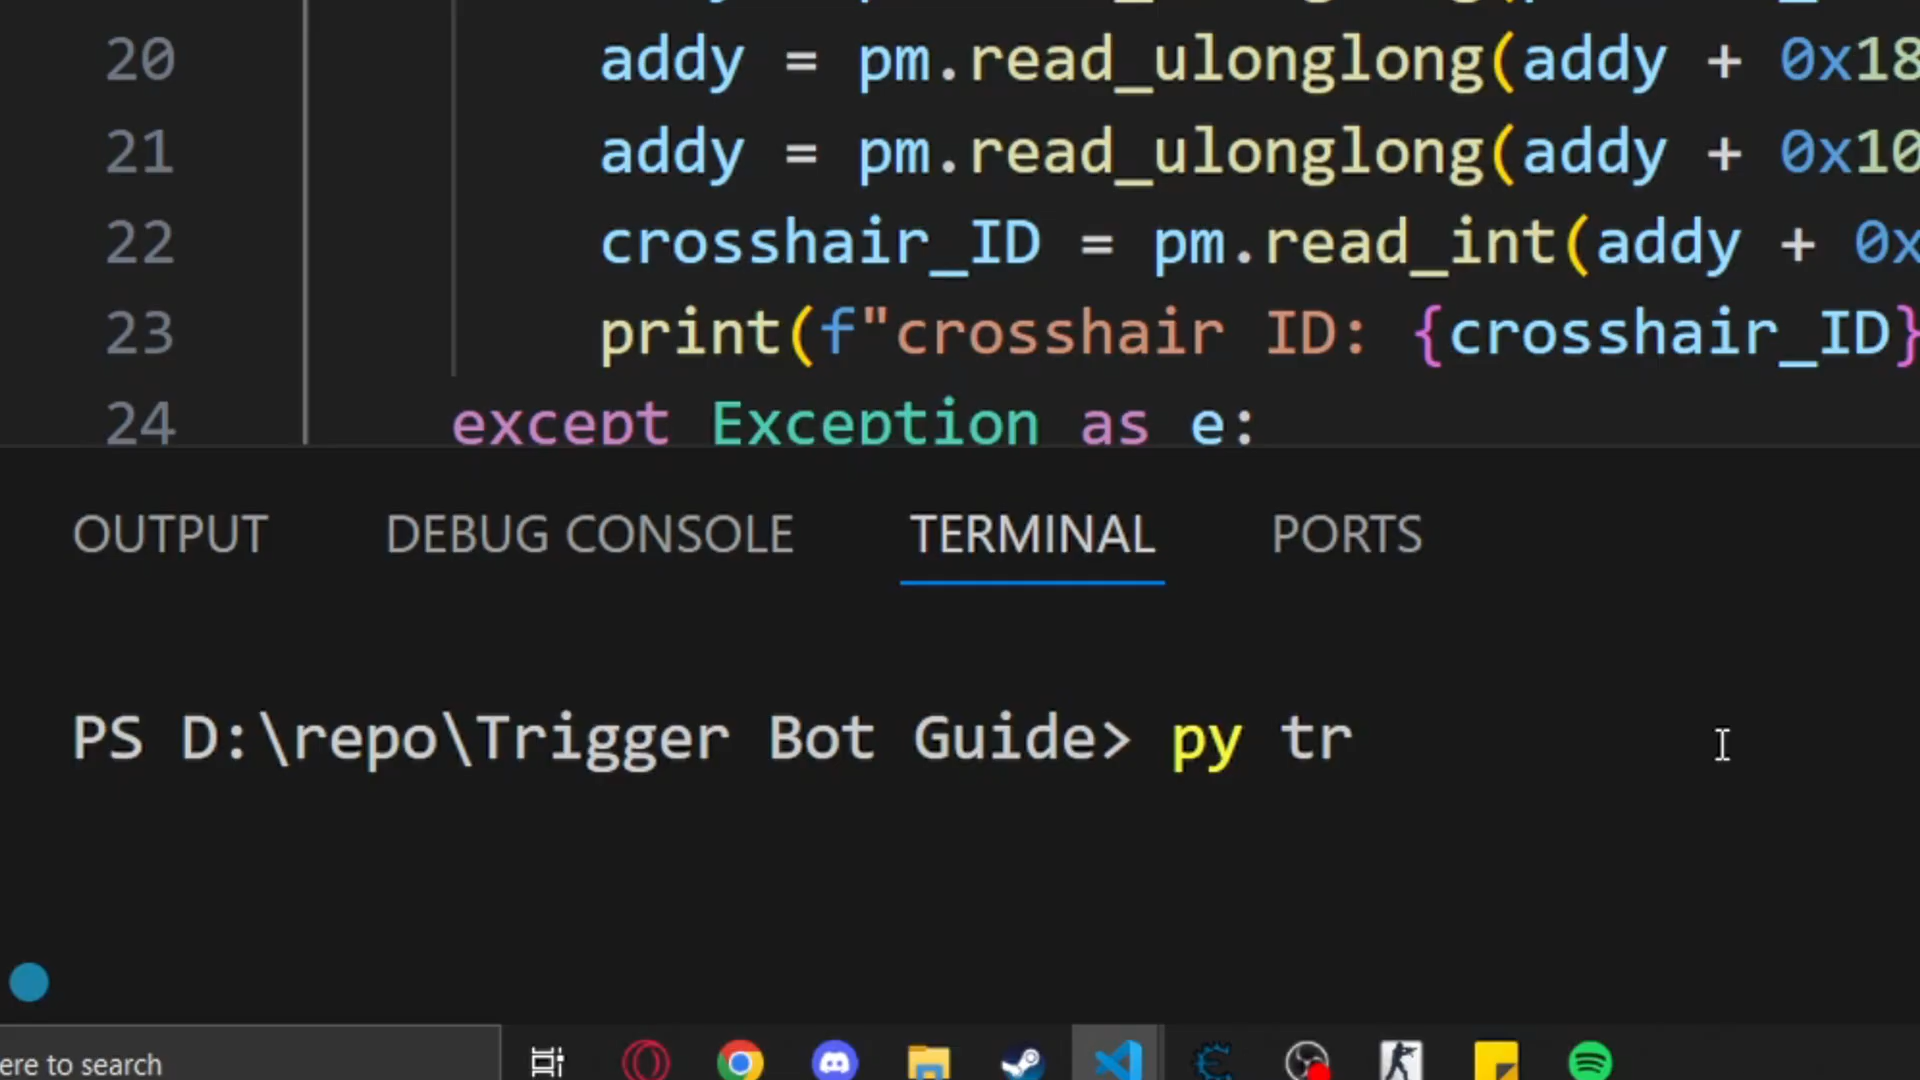 20 addy = pm.read_ulonglong(addy + 0x18
21 addy = pm.read_ulonglong(addy + 0x10
22 crosshair_ID = pm.read_int(addy + 0x
23 print(f"crosshair ID: {crosshair_ID}
24 except Exception as e:
OUTPUT DEBUG CONSOLE TERMINAL PORTS
PS D:\repo\Trigger Bot Guide> py tr
ere to search